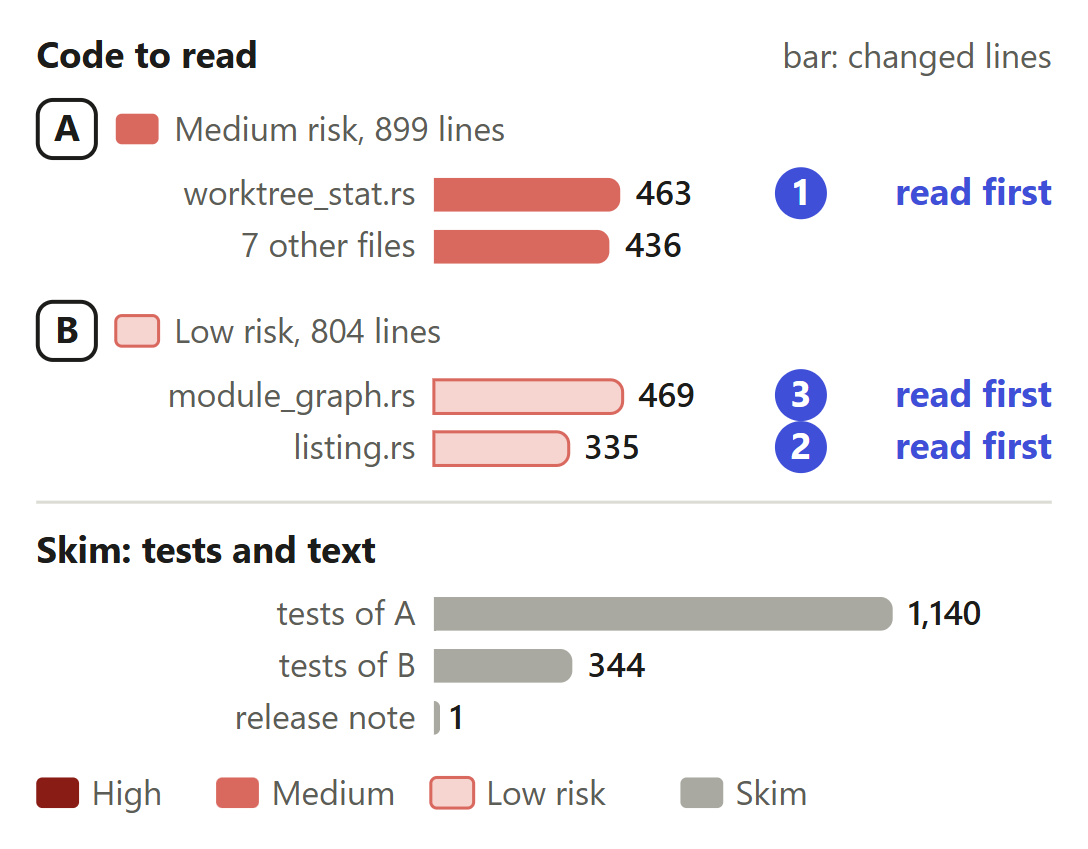 Code to read bar: changed lines
A Medium risk, 899 lines
worktree_stat.rs 463 1 read first
7 other files 436
B Low risk, 804 lines
module_graph.rs 469 3 read first
listing.rs 335 2 read first
Skim: tests and text
tests of A 1,140
tests of B 344
release note 1
High Medium Low risk Skim